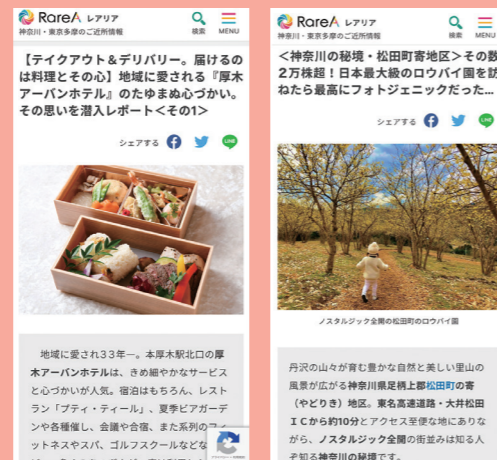 RareA レアリア
神奈川・東京多摩のご近所情報
検索 MENU
【テイクアウト&デリバリー。届けるの
は料理とその心】地域に愛される『厚木
アーバンホテル』のたゆまぬ心づかい。
その思いを潜入レポート<その1>
シェアする
LINE
地域に愛され33年―。本厚木駅北口の厚
木アーバンホテルは、きめ細やかなサービス
と心づかいが人気。宿泊はもちろん、レスト
ラン「プティ・ティール」、夏季ビアガーデ
ンや各種催し、会議や合宿、また系列のフィ
ットネスやスパ、ゴルフスクールなどな
RareA レアリア
神奈川・東京多摩のご近所情報
検索 MENU
<神奈川の秘境・松田町寄地区>その数
2万株超!日本最大級のロウバイ園を訪
ねたら最高にフォトジェニックだった...
シェアする
ノスタルジック全開の松田町のロウバイ園
丹沢の山々が育む豊かな自然と美しい里山の
風景が広がる神奈川県足柄上郡松田町の寄
(やどりき)地区。東名高速道路・大井松田
ICから約10分とアクセス至便な地にありな
がら、ノスタルジック全開の街並みは知る人
ぞ知る神奈川の秘境です。